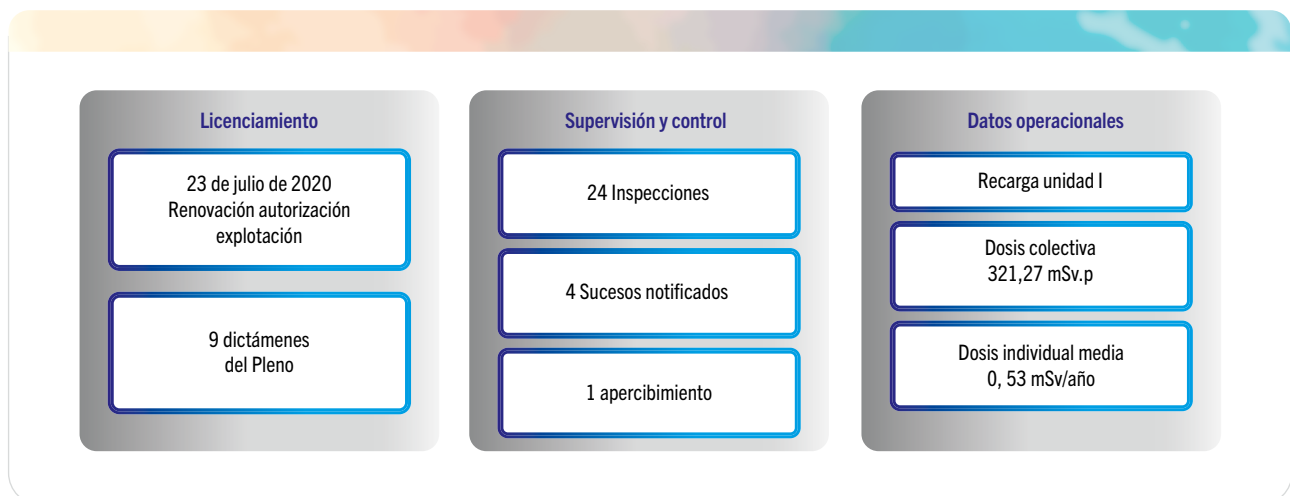 Licenciamiento
23 de julio de 2020
Renovación autorización
explotación
9 dictámenes
del Pleno
Supervisión y control
24 Inspecciones
4 Sucesos notificados
1 apercibimiento
Datos operacionales
Recarga unidad I
Dosis colectiva
321,27 mSv.p
Dosis individual media
0, 53 mSv/año